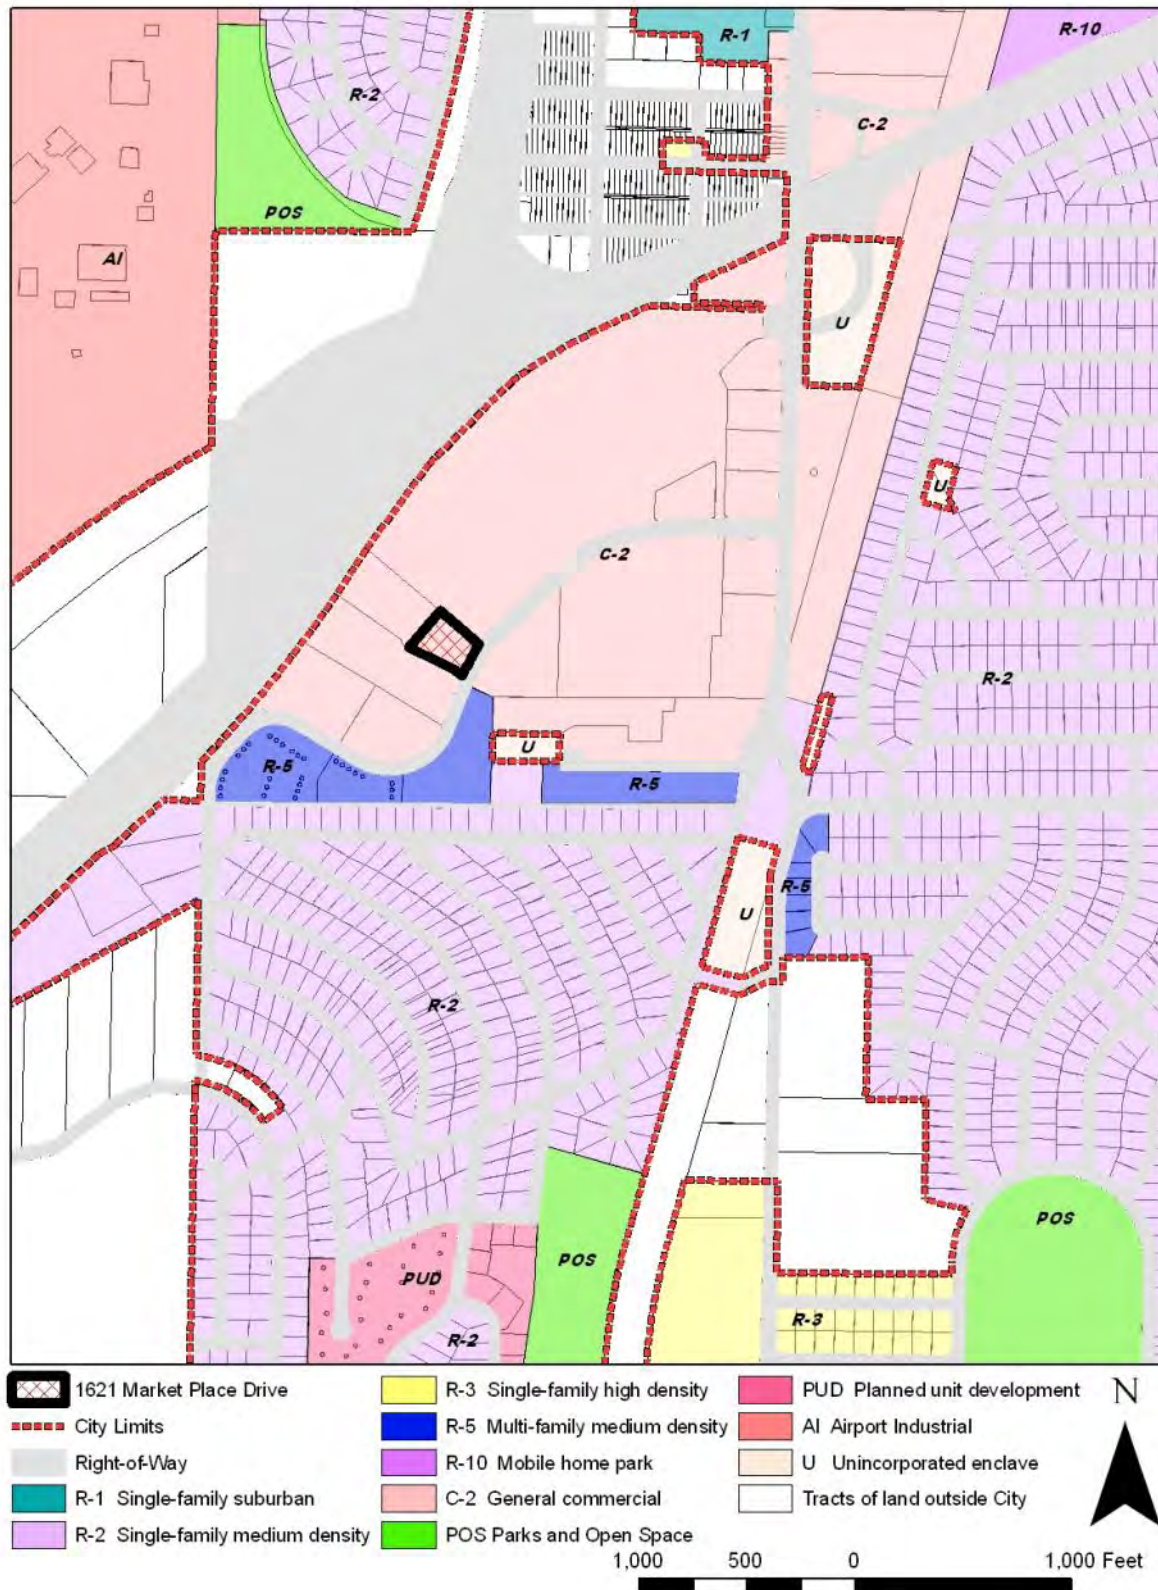 R-1
R-10
R-2
C-2
POS
AI
U
U
C-2
R-2
U
R-5
R-5
R-5
U
R-2
POS
POS
PUD
R-3
R-2
1621 Market Place Drive
City Limits
Right-of-Way
R-1 Single-family suburban
R-2 Single-family medium density
R-3 Single-family high density
R-5 Multi-family medium density
R-10 Mobile home park
C-2 General commercial
POS Parks and Open Space
PUD Planned unit development
AI Airport Industrial
U Unincorporated enclave
Tracts of land outside City
N
1,000 500 0 1,000 Feet